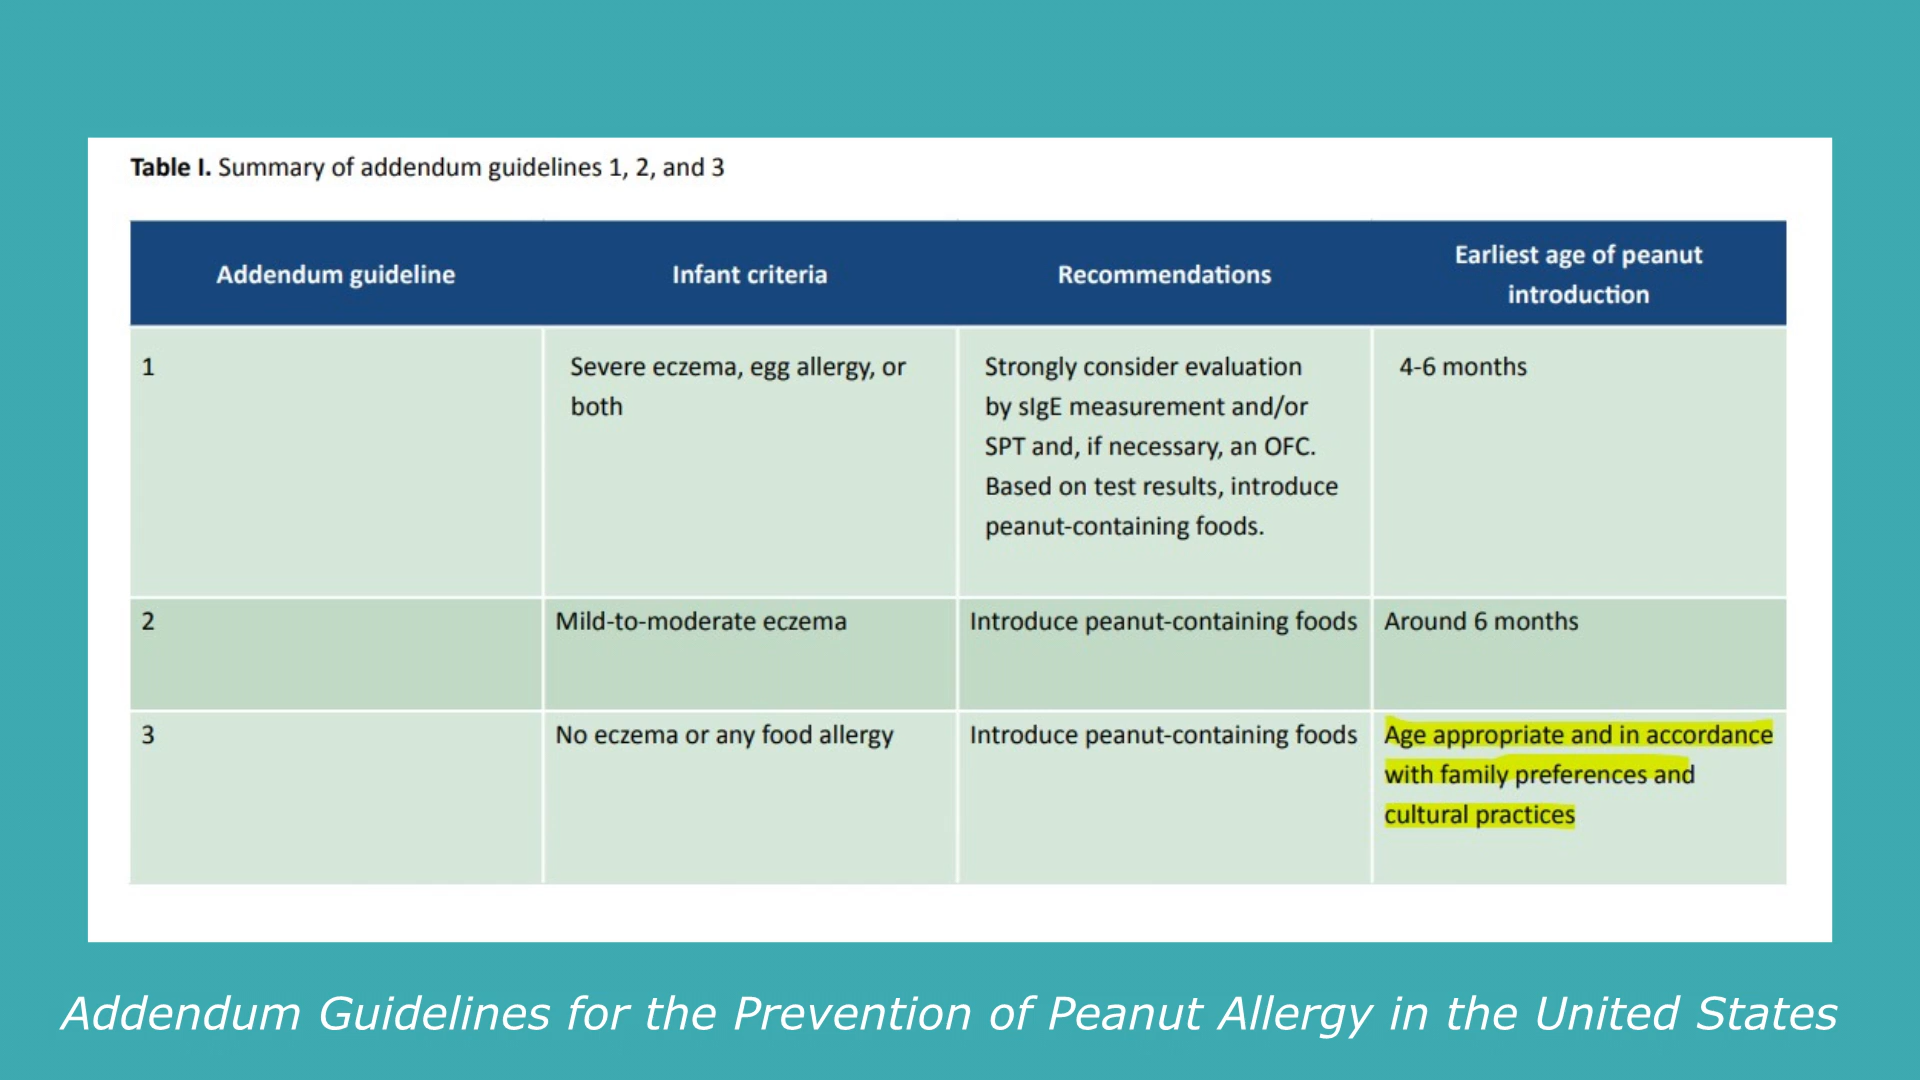 Table I. Summary of addendum guidelines 1, 2, and 3
Addendum guideline
Infant criteria
Recommendations
Earliest age of peanut
introduction
1
Severe eczema, egg allergy, or
both
Strongly consider evaluation
by sIgE measurement and/or
SPT and, if necessary, an OFC.
Based on test results, introduce
peanut-containing foods.
4-6 months
2
Mild-to-moderate eczema
Introduce peanut-containing foods
Around 6 months
3
No eczema or any food allergy
Introduce peanut-containing foods
Age appropriate and in accordance
with family preferences and
cultural practices
Addendum Guidelines for the Prevention of Peanut Allergy in the United States